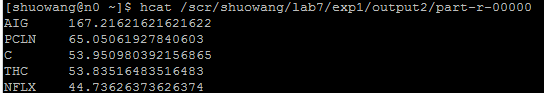 [shuowang@n0 ~]$ hcat /scr/shuowang/lab7/exp1/output2/part-r-00000
AIG 167.21621621621622
PCLN 65.05061927840603
C 53.950980392156865
THC 53.83516483516483
NFLX 44.73626373626374